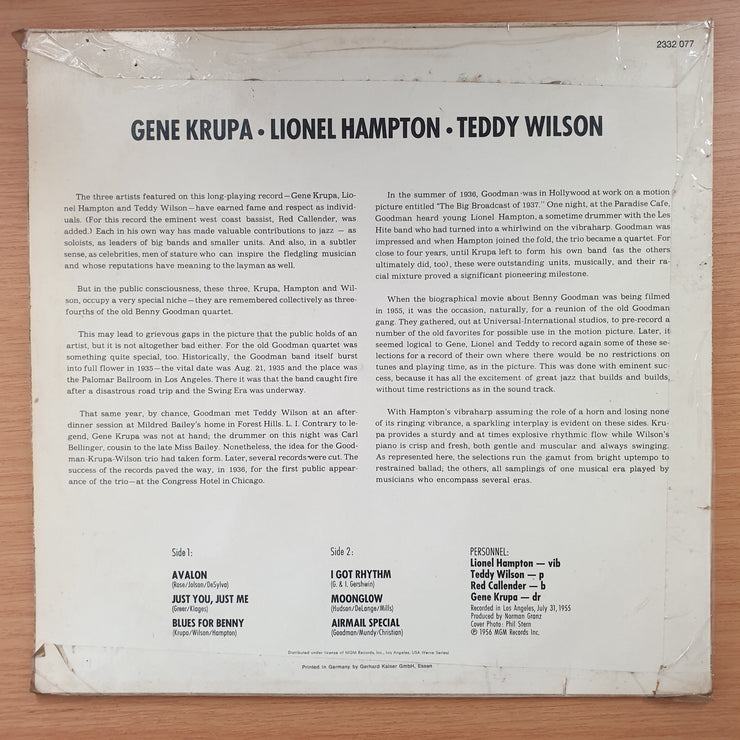 2332 077
GENE KRUPA • LIONEL HAMPTON • TEDDY WILSON
The three artists featured on this long-playing record—Gene Krupa, Lio-
nel Hampton and Teddy Wilson—have earned fame and respect as individ-
uals. (For this record the eminent west coast bassist, Red Callender, was
added.) Each in his own way has made valuable contributions to jazz — as
soloists, as leaders of big bands and smaller units. And also, in a subtler
sense, as celebrities, men of stature who can inspire the fledgling musician
and whose reputations have meaning to the layman as well.
But in the public consciousness, these three, Krupa, Hampton and Wil-
son, occupy a very special niche—they are remembered collectively as three-
fourths of the old Benny Goodman quartet.
This may lead to grievous gaps in the picture that the public holds of an
artist, but it is not altogether bad either. For the old Goodman quartet was
something quite special, too. Historically, the Goodman band itself burst
into full flower in 1935—the vital date was Aug. 21, 1935 and the place was
the Palomar Ballroom in Los Angeles. There it was that the band caught fire
after a disastrous road trip and the Swing Era was underway.
That same year, by chance, Goodman met Teddy Wilson at an after-
dinner session at Mildred Bailey's home in Forest Hills. L. I. Contrary to le-
gend, Gene Krupa was not at hand; the drummer on this night was Carl
Bellinger, cousin to the late Miss Bailey. Nonetheless, the idea for the Good-
man-Krupa-Wilson trio had taken form. Later, several records were cut. The
success of the records paved the way, in 1936, for the first public appear-
ance of the trio—at the Congress Hotel in Chicago.
In the summer of 1936, Goodman was in Hollywood at work on a motion
picture entitled "The Big Broadcast of 1937." One night, at the Paradise Cafe,
Goodman heard young Lionel Hampton, a sometime drummer with the Les
Hite band who had turned into a whirlwind on the vibraharp. Goodman was
impressed and when Hampton joined the fold, the trio became a quartet. For
close to four years, until Krupa left to form his own band (as the others
ultimately did, too), these were outstanding units, musically, and their ra-
cial mixture proved a significant pioneering milestone.
When the biographical movie about Benny Goodman was being filmed
in 1955, it was the occasion, naturally, for a reunion of the old Goodman
gang. They gathered, out at Universal-International studios, to pre-record a
number of the old favorites for possible use in the motion picture. Later, it
seemed logical to Gene, Lionel and Teddy to record again some of these se-
lections for a record of their own where there would be no restrictions on
tunes and playing time, as in the picture. This was done with eminent suc-
cess, because it has all the excitement of great jazz that builds and builds,
without time restrictions as in the sound track.
With Hampton's vibraharp assuming the role of a horn and losing none
of its ringing vibrance, a sparkling interplay is evident on these sides. Kru-
pa provides a sturdy and at times explosive rhythmic flow while Wilson's
piano is crisp and fresh, both gentle and muscular and always swinging.
As represented here, the selections run the gamut from bright uptempo to
restrained ballad; the others, all samplings of one musical era played by
musicians who encompass several eras.
Side 1:
AVALON
(Rose/Jolson/DeSylva)
JUST YOU, JUST ME
(Greer/Klages)
BLUES FOR BENNY
(Krupa/Wilson/Hampton)
Side 2:
I GOT RHYTHM
(G. & I. Gershwin)
MOONGLOW
(Hudson/DeLange/Mills)
AIRMAIL SPECIAL
(Goodman/Mundy/Christian)
PERSONNEL:
Lionel Hampton — vib
Teddy Wilson — p
Red Callender — b
Gene Krupa — dr
Recorded in Los Angeles, July 31, 1955
Produced by Norman Granz
Cover Photo: Phil Stern
℗ 1956 MGM Records Inc.
Distributed under license of MGM Records, Inc., Los Angeles, USA (Verve Series)
Printed in Germany by Gerhard Kaiser GmbH, Essen